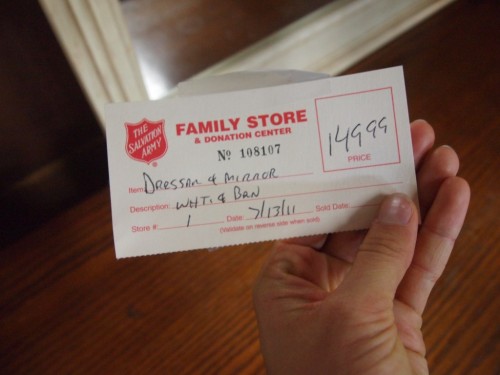 THE
SALVATION
ARMY
FAMILY STORE
& DONATION CENTER
No 108107
14999
PRICE
Item: DRESSAR & MIRROR
Description: WHT. & BRN
Store #: 1 Date: 7/13/11 Sold Date:
(Validate on reverse side when sold)